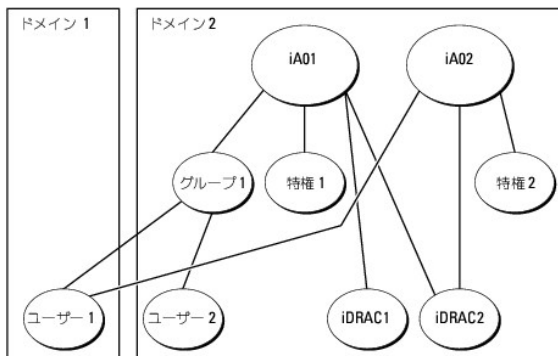 ドメイン 1
ドメイン 2
iA01
iA02
グループ 1
特権 1
特権 2
ユーザー 1
ユーザー 2
iDRAC1
iDRAC2